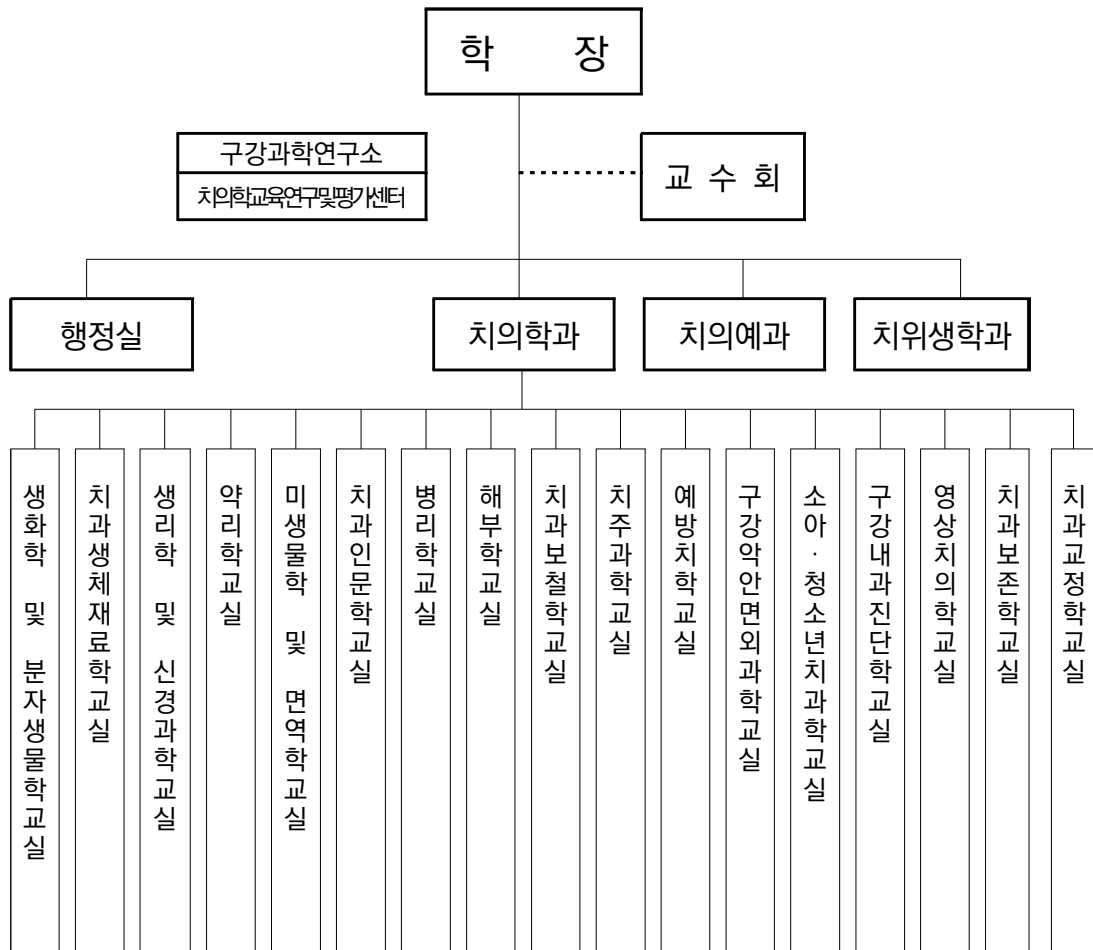 학 장
구강과학연구소
치의학교육연구및평가센터
교 수 회
행정실
치의학과
치의예과
치위생학과
생화학 및 분자생물학교실
치과생체재료학교실
생리학 및 신경과학교실
약리학교실
미생물학 및 면역학교실
치과인문학교실
병리학교실
해부학교실
치과보철학교실
치주과학교실
예방치학교실
구강악안면외과학교실
소아·청소년치과학교실
구강내과진단학교실
영상치의학교실
치과보존학교실
치과교정학교실